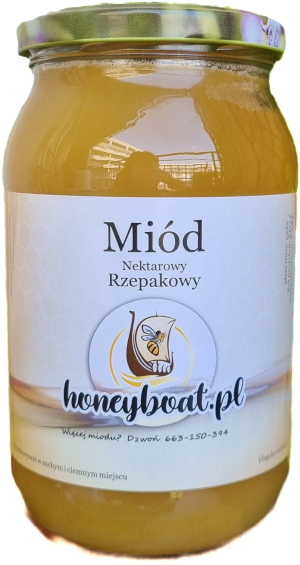 Miód
Nektarowy
Rzepakowy
honeyboat.pl
Więcej miodu? Dzwoń 663-150-394
w suchym i ciemnym miejscu